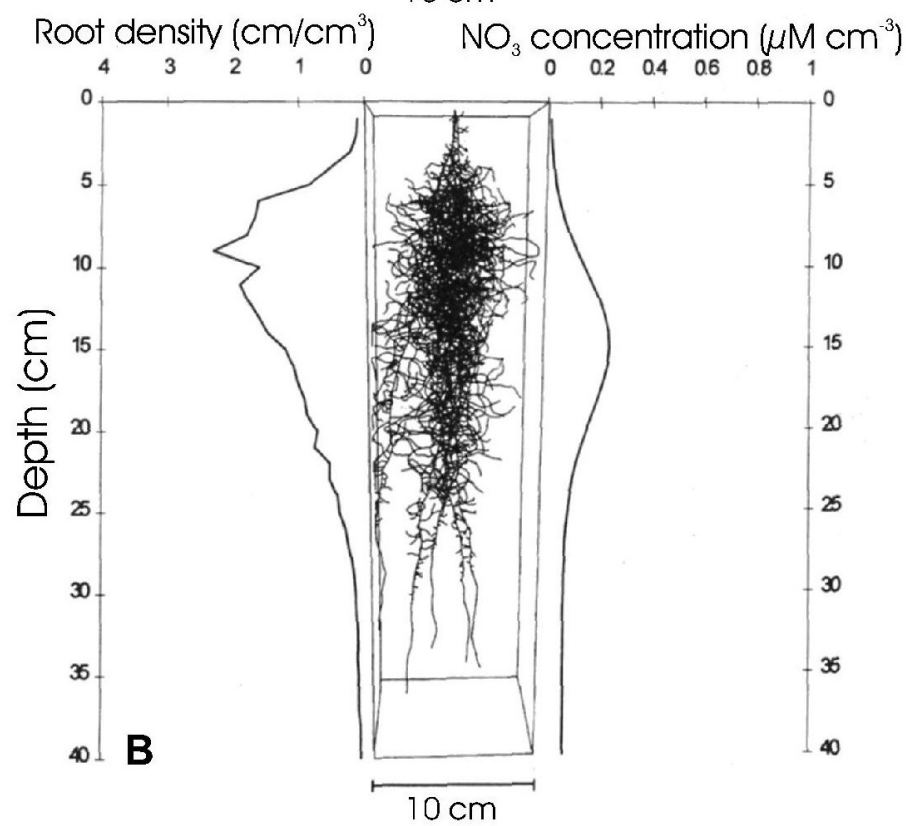 10 cm
Root density (cm/cm³) NO₃ concentration (μM cm⁻³)
4 3 2 1 0 0 0.2 0.4 0.6 0.8 1
0 0
5 5
10 10
15 15
20 20
25 25
30 30
35 35
40 40
Depth (cm)
B
10 cm